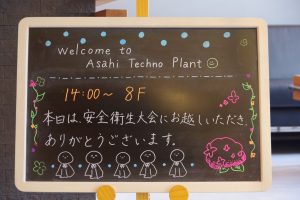 Welcome to
Asahi Techno Plant
14:00～ 8F
本日は、安全衛生大会にお越しいただき、
ありがとうございます。